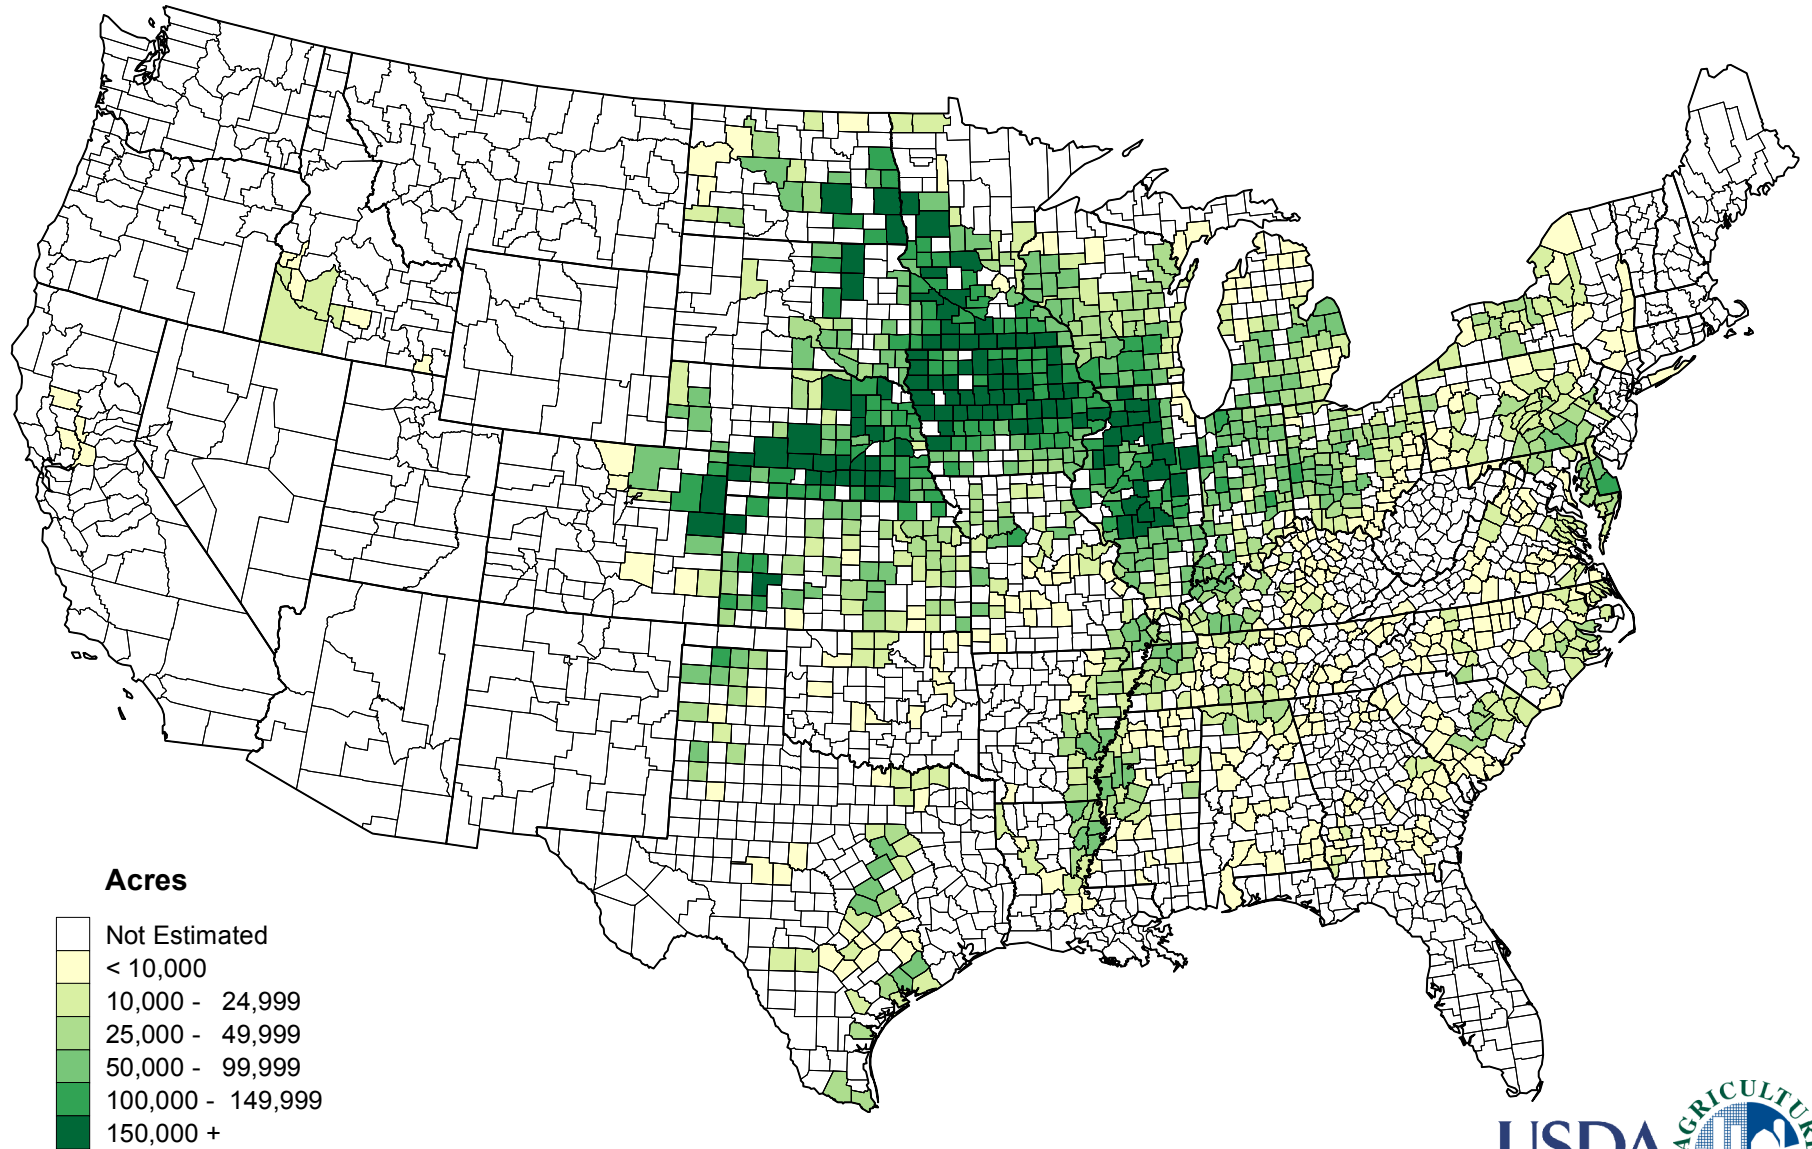 Acres
Not Estimated
< 10,000
10,000 - 24,999
25,000 - 49,999
50,000 - 99,999
100,000 - 149,999
150,000 +
USDA
AGRICULTUR